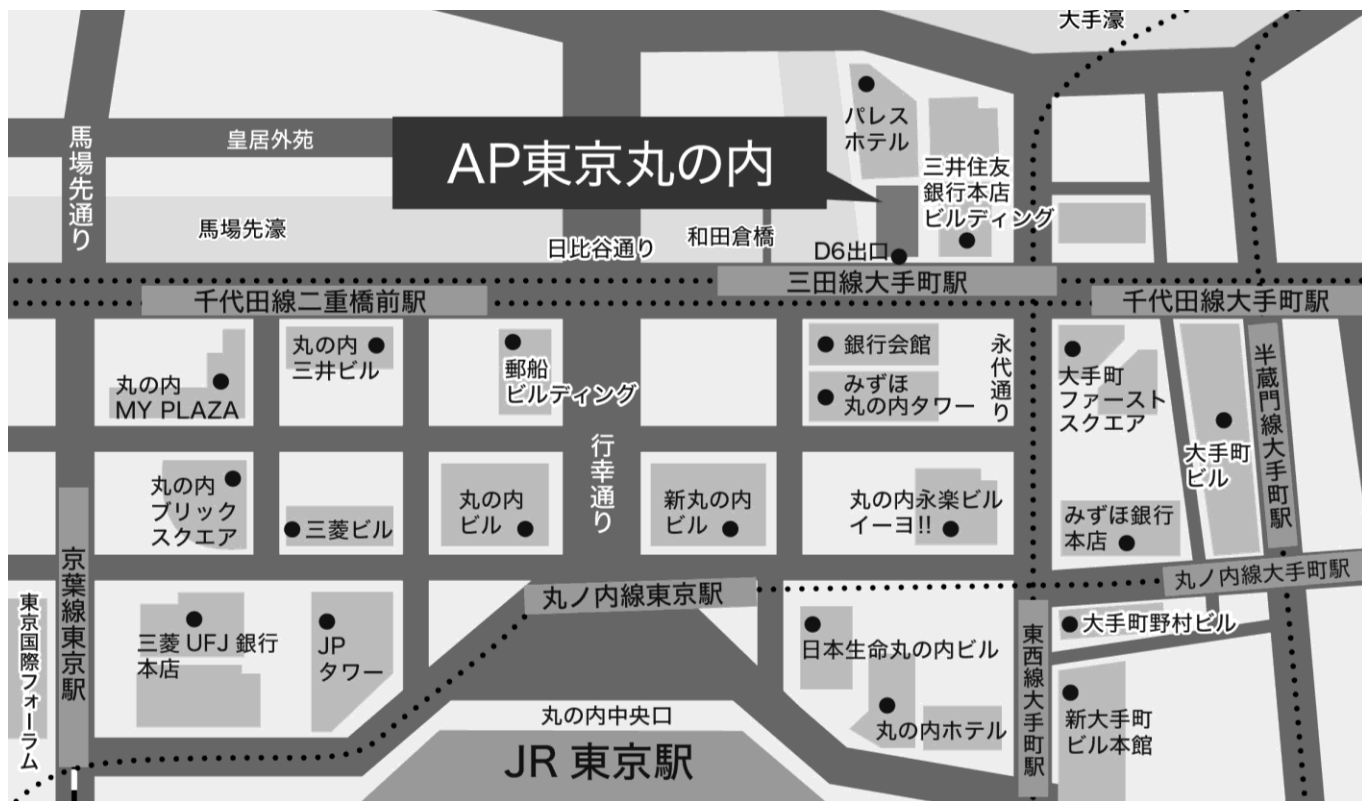 大手濠
パレス
ホテル
馬場先通り
皇居外苑
AP東京丸の内
三井住友
銀行本店
ビルディング
馬場先濠
日比谷通り
和田倉橋
D6出口
三田線大手町駅
千代田線二重橋前駅
千代田線大手町駅
丸の内
MY PLAZA
丸の内
三井ビル
郵船
ビルディング
銀行会館
みずほ
丸の内タワー
永代通り
大手町
ファースト
スクエア
大手町
ビル
半蔵門線大手町駅
行幸通り
丸の内
ブリック
スクエア
三菱ビル
丸の内
ビル
新丸の内
ビル
丸の内永楽ビル
イーヨ!!
みずほ銀行
本店
京葉線東京駅
丸ノ内線東京駅
丸ノ内線大手町駅
東京国際フォーラム
三菱 UFJ 銀行
本店
JP
タワー
日本生命丸の内ビル
東西線大手町駅
大手町野村ビル
丸の内ホテル
新大手町
ビル本館
丸の内中央口
JR 東京駅